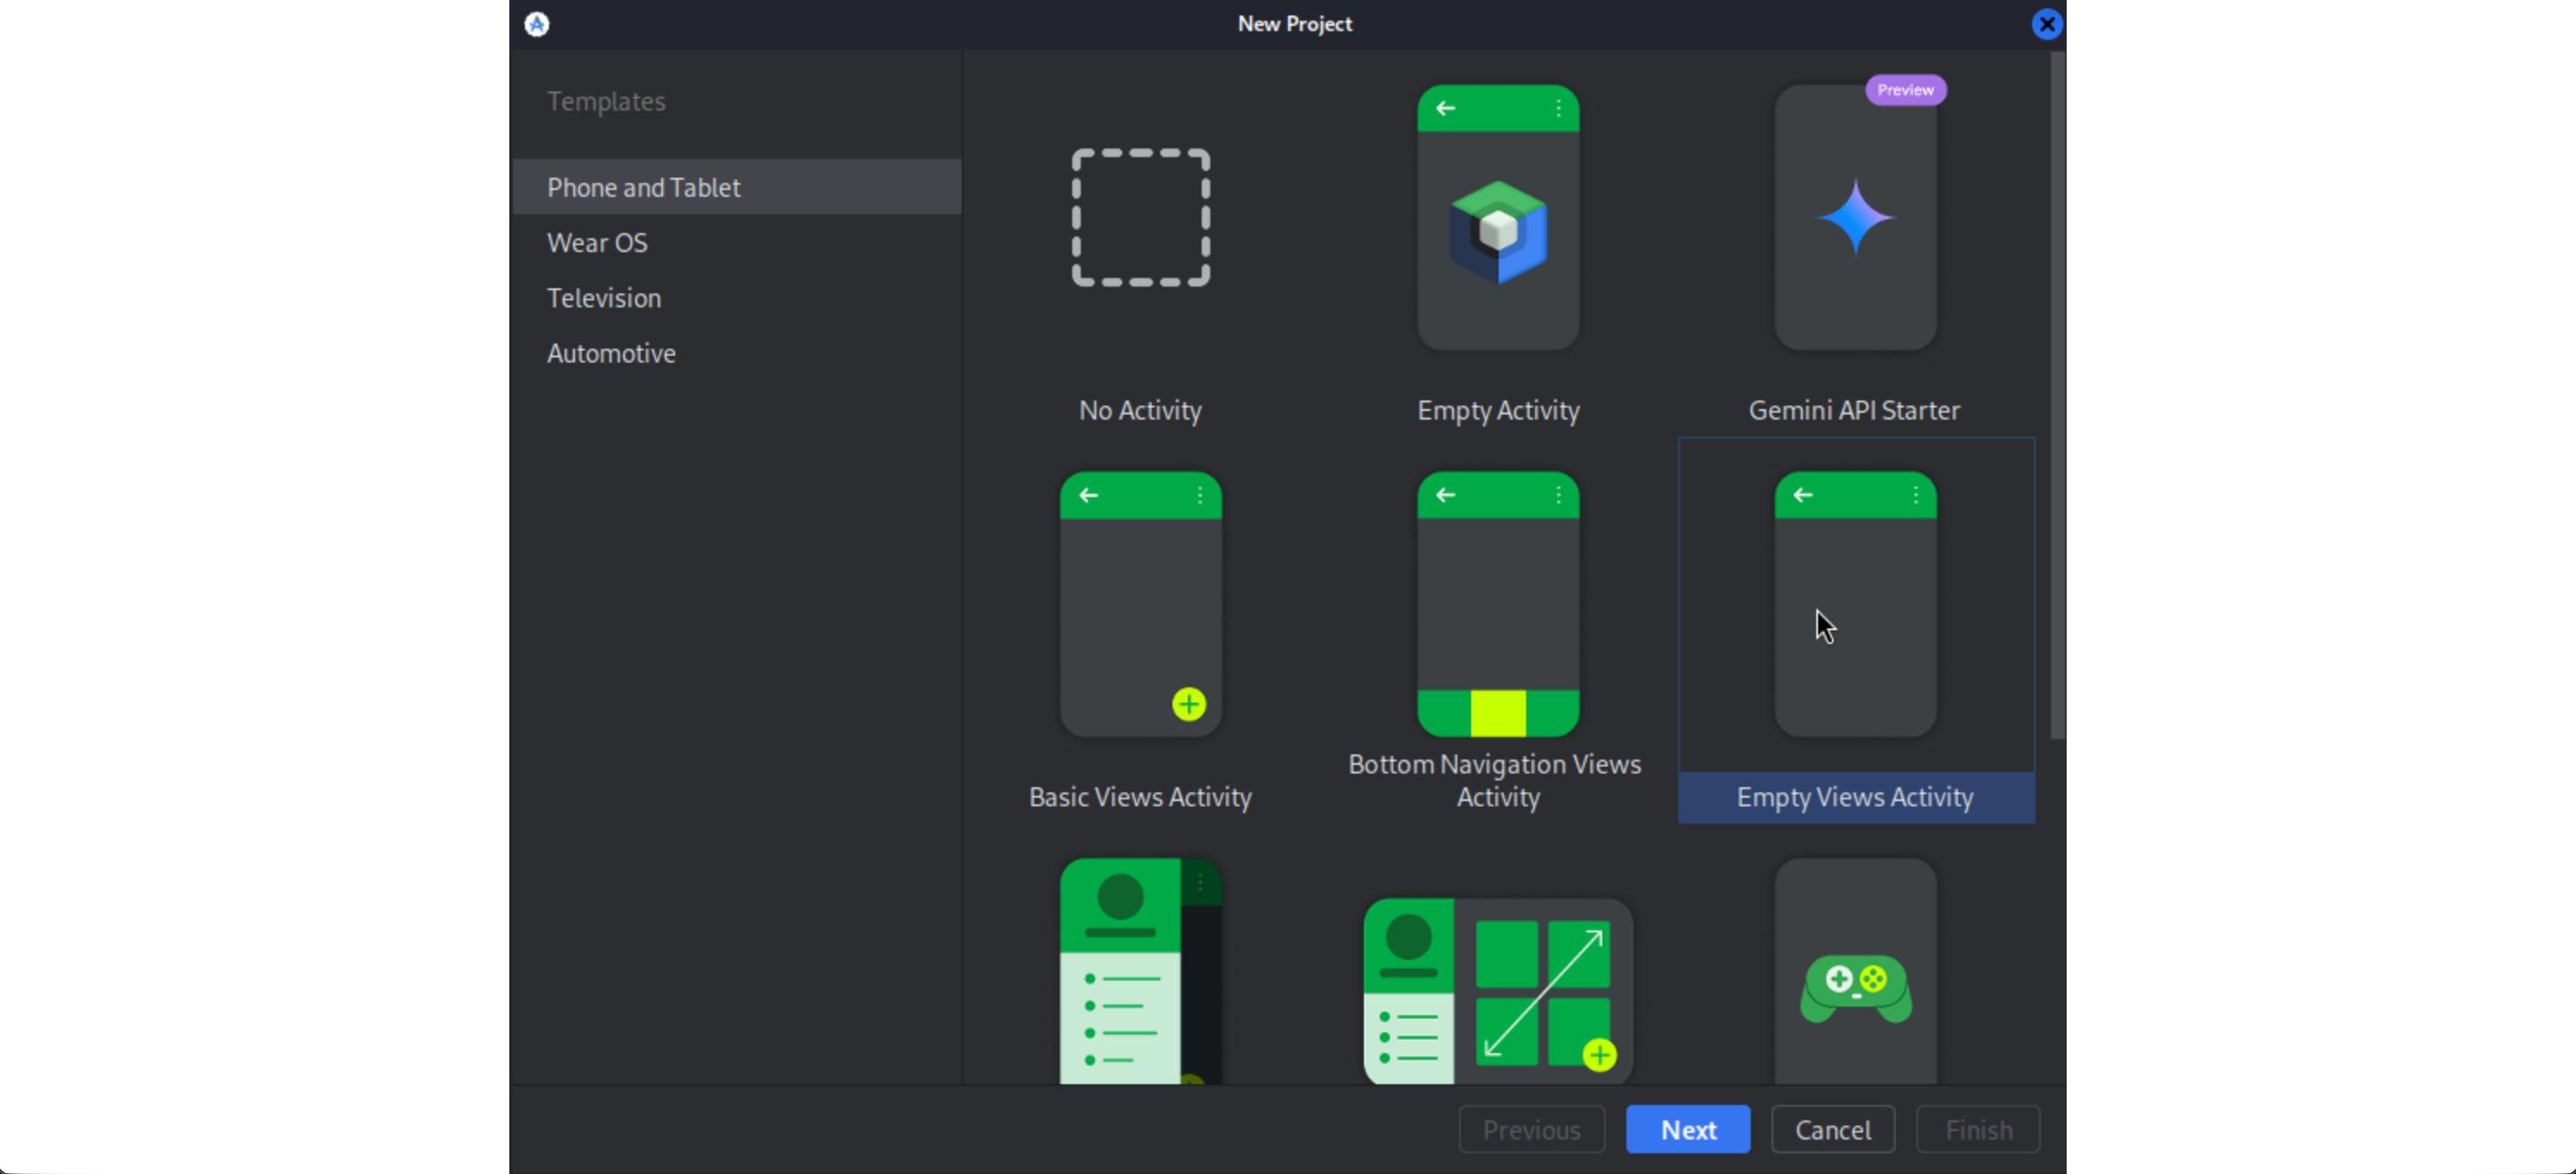 New Project
Templates
Phone and Tablet
Wear OS
Television
Automotive
Preview
No Activity
Empty Activity
Gemini API Starter
Basic Views Activity
Bottom Navigation Views
Activity
Empty Views Activity
Previous
Next
Cancel
Finish